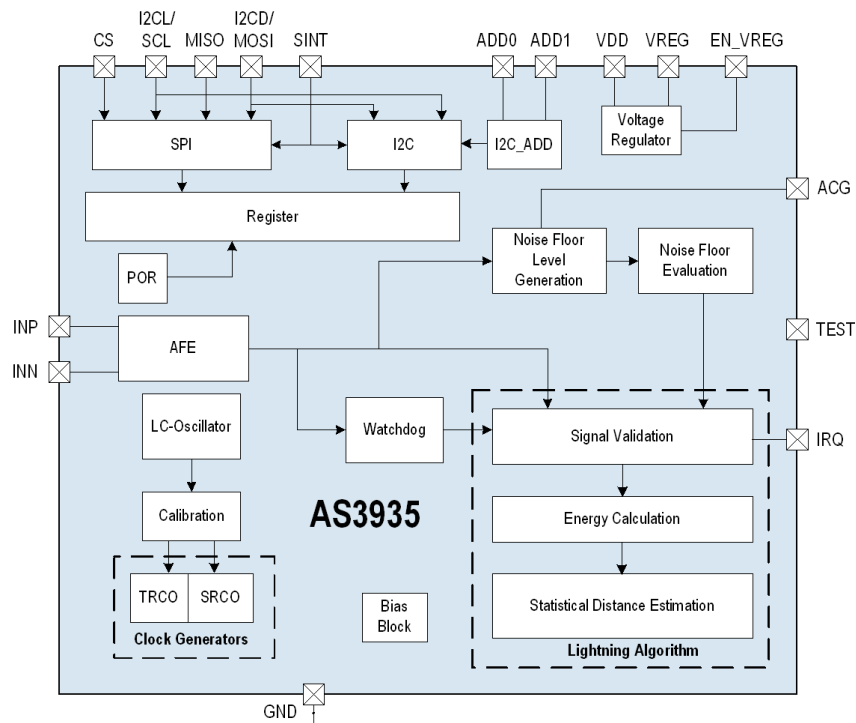 I2CL/
I2CD/
CS
SCL
MISO
MOSI
SINT
ADD0
ADD1
VDD
VREG
EN_VREG
SPI
I2C
I2C_ADD
Voltage
Regulator
ACG
Register
Noise Floor
Level
Generation
Noise Floor
Evaluation
POR
INP
AFE
TEST
INN
LC-Oscillator
Watchdog
Signal Validation
IRQ
Calibration
AS3935
Energy Calculation
TRCO
SRCO
Clock Generators
Bias
Block
Statistical Distance Estimation
Lightning Algorithm
GND